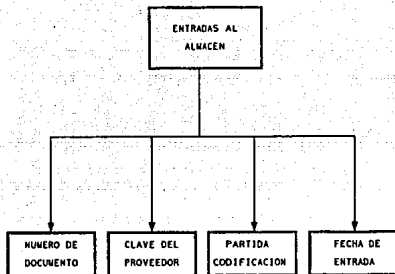 ENTRADAS AL
ALMACEN
NUMERO DE
DOCUMENTO
CLAVE DEL
PROVEEDOR
PARTIDA
CODIFICACION
FECHA DE
ENTRADA